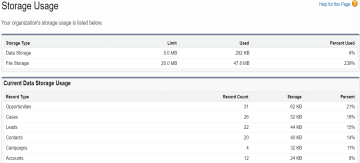 Storage Usage
Help for this Page
Your organization's storage usage is listed below.
Storage Type Limit Used Percent Used
Data Storage 5.0 MB 282 KB 6%
File Storage 20.0 MB 47.8 MB 239%
Current Data Storage Usage
Record Type Record Count Storage Percent
Opportunities 31 62 KB 21%
Cases 26 52 KB 18%
Leads 22 44 KB 15%
Contacts 20 40 KB 14%
Campaigns 4 32 KB 11%
Accounts 12 24 KB 8%